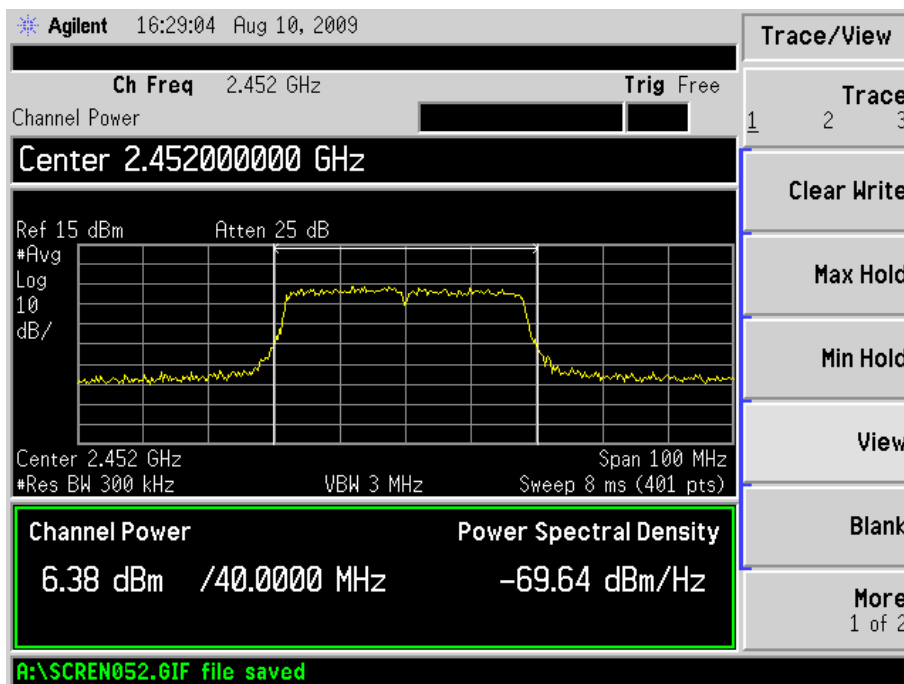 Agilent 16:29:04 Aug 10, 2009
Trace/View
Ch Freq 2.452 GHz Trig Free
Channel Power
Trace
1 2 3
Center 2.452000000 GHz
Clear Write
Ref 15 dBm Atten 25 dB
#Avg
Log
10
dB/
Max Hold
Min Hold
View
Center 2.452 GHz Span 100 MHz
#Res BW 300 kHz VBW 3 MHz Sweep 8 ms (401 pts)
Blank
Channel Power Power Spectral Density
6.38 dBm /40.0000 MHz -69.64 dBm/Hz
More
1 of 2
A:\SCREN052.GIF file saved